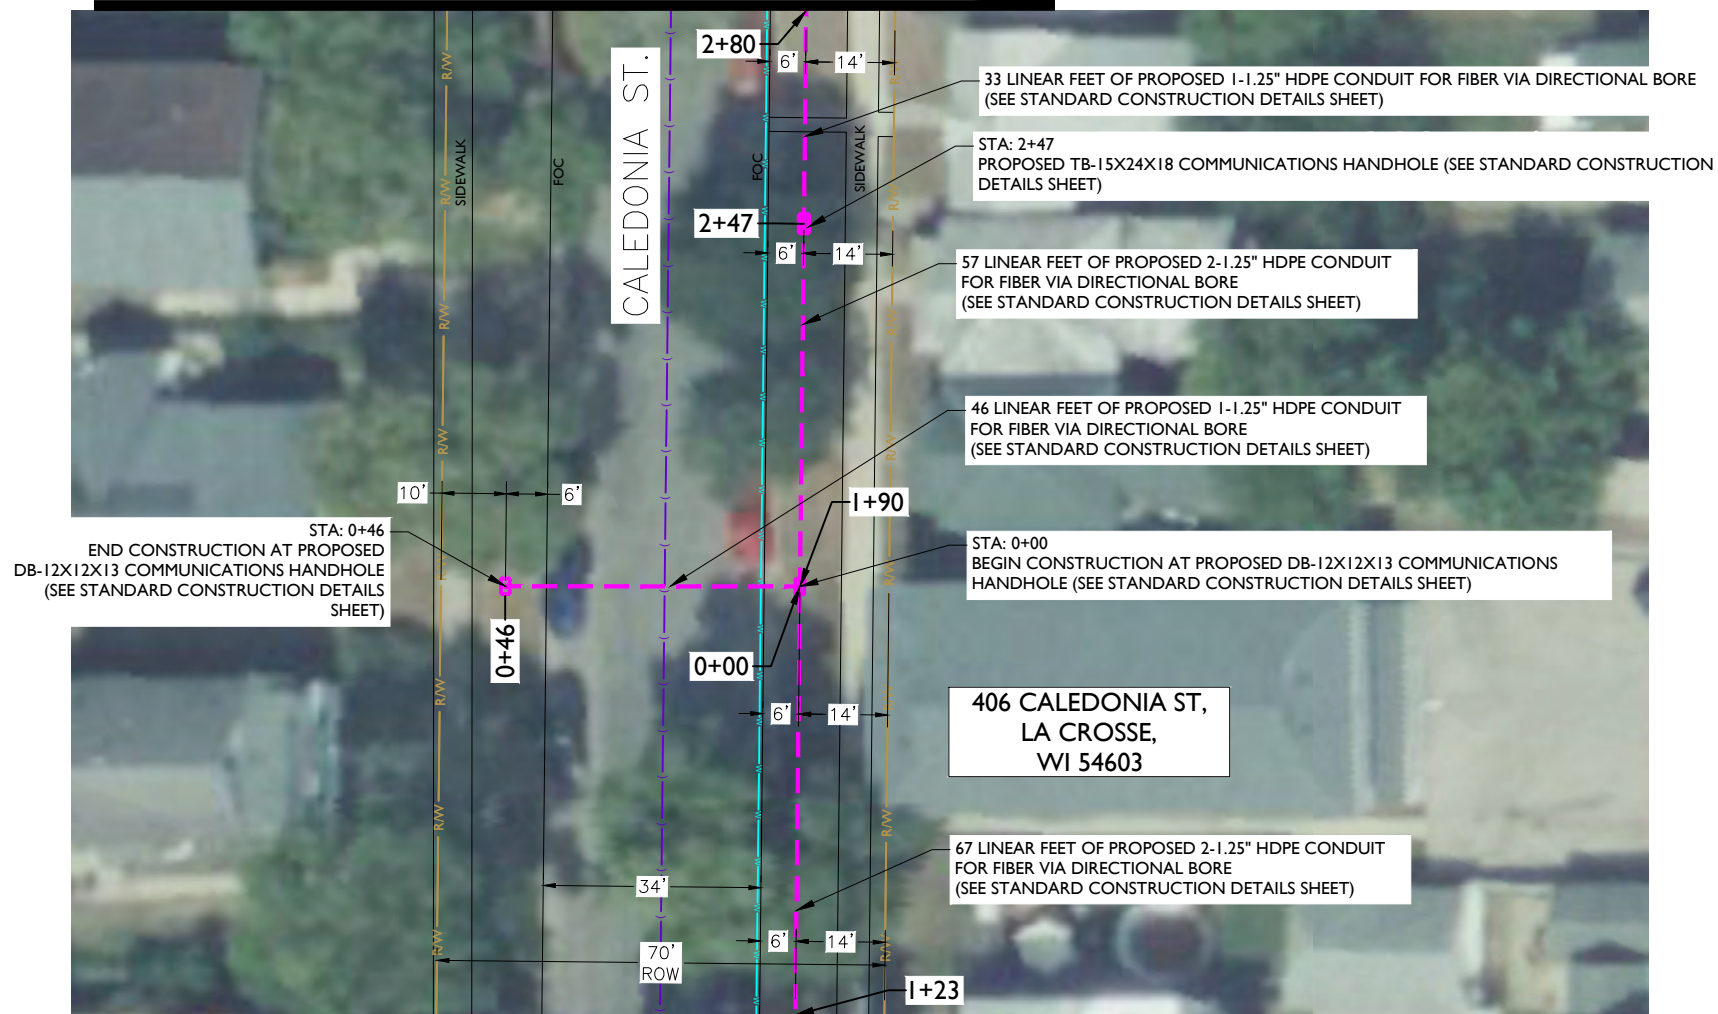 2+80
6'
14'
33 LINEAR FEET OF PROPOSED 1-1.25" HDPE CONDUIT FOR FIBER VIA DIRECTIONAL BORE
(SEE STANDARD CONSTRUCTION DETAILS SHEET)
CALEDONIA ST.
R/W
SIDEWALK
FOC
FOC
SIDEWALK
R/W
STA: 2+47
PROPOSED TB-15X24X18 COMMUNICATIONS HANDHOLE (SEE STANDARD CONSTRUCTION
DETAILS SHEET)
R/W
R/W
2+47
6'
14'
57 LINEAR FEET OF PROPOSED 2-1.25" HDPE CONDUIT
FOR FIBER VIA DIRECTIONAL BORE
(SEE STANDARD CONSTRUCTION DETAILS SHEET)
R/W
R/W
46 LINEAR FEET OF PROPOSED 1-1.25" HDPE CONDUIT
FOR FIBER VIA DIRECTIONAL BORE
(SEE STANDARD CONSTRUCTION DETAILS SHEET)
R/W
R/W
10'
6'
1+90
STA: 0+46
END CONSTRUCTION AT PROPOSED
DB-12X12X13 COMMUNICATIONS HANDHOLE
(SEE STANDARD CONSTRUCTION DETAILS
SHEET)
STA: 0+00
BEGIN CONSTRUCTION AT PROPOSED DB-12X12X13 COMMUNICATIONS
HANDHOLE (SEE STANDARD CONSTRUCTION DETAILS SHEET)
R/W
R/W
0+46
0+00
R/W
R/W
6'
14'
406 CALEDONIA ST,
LA CROSSE,
WI 54603
R/W
R/W
67 LINEAR FEET OF PROPOSED 2-1.25" HDPE CONDUIT
FOR FIBER VIA DIRECTIONAL BORE
(SEE STANDARD CONSTRUCTION DETAILS SHEET)
34'
R/W
6'
14'
R/W
70'
ROW
1+23